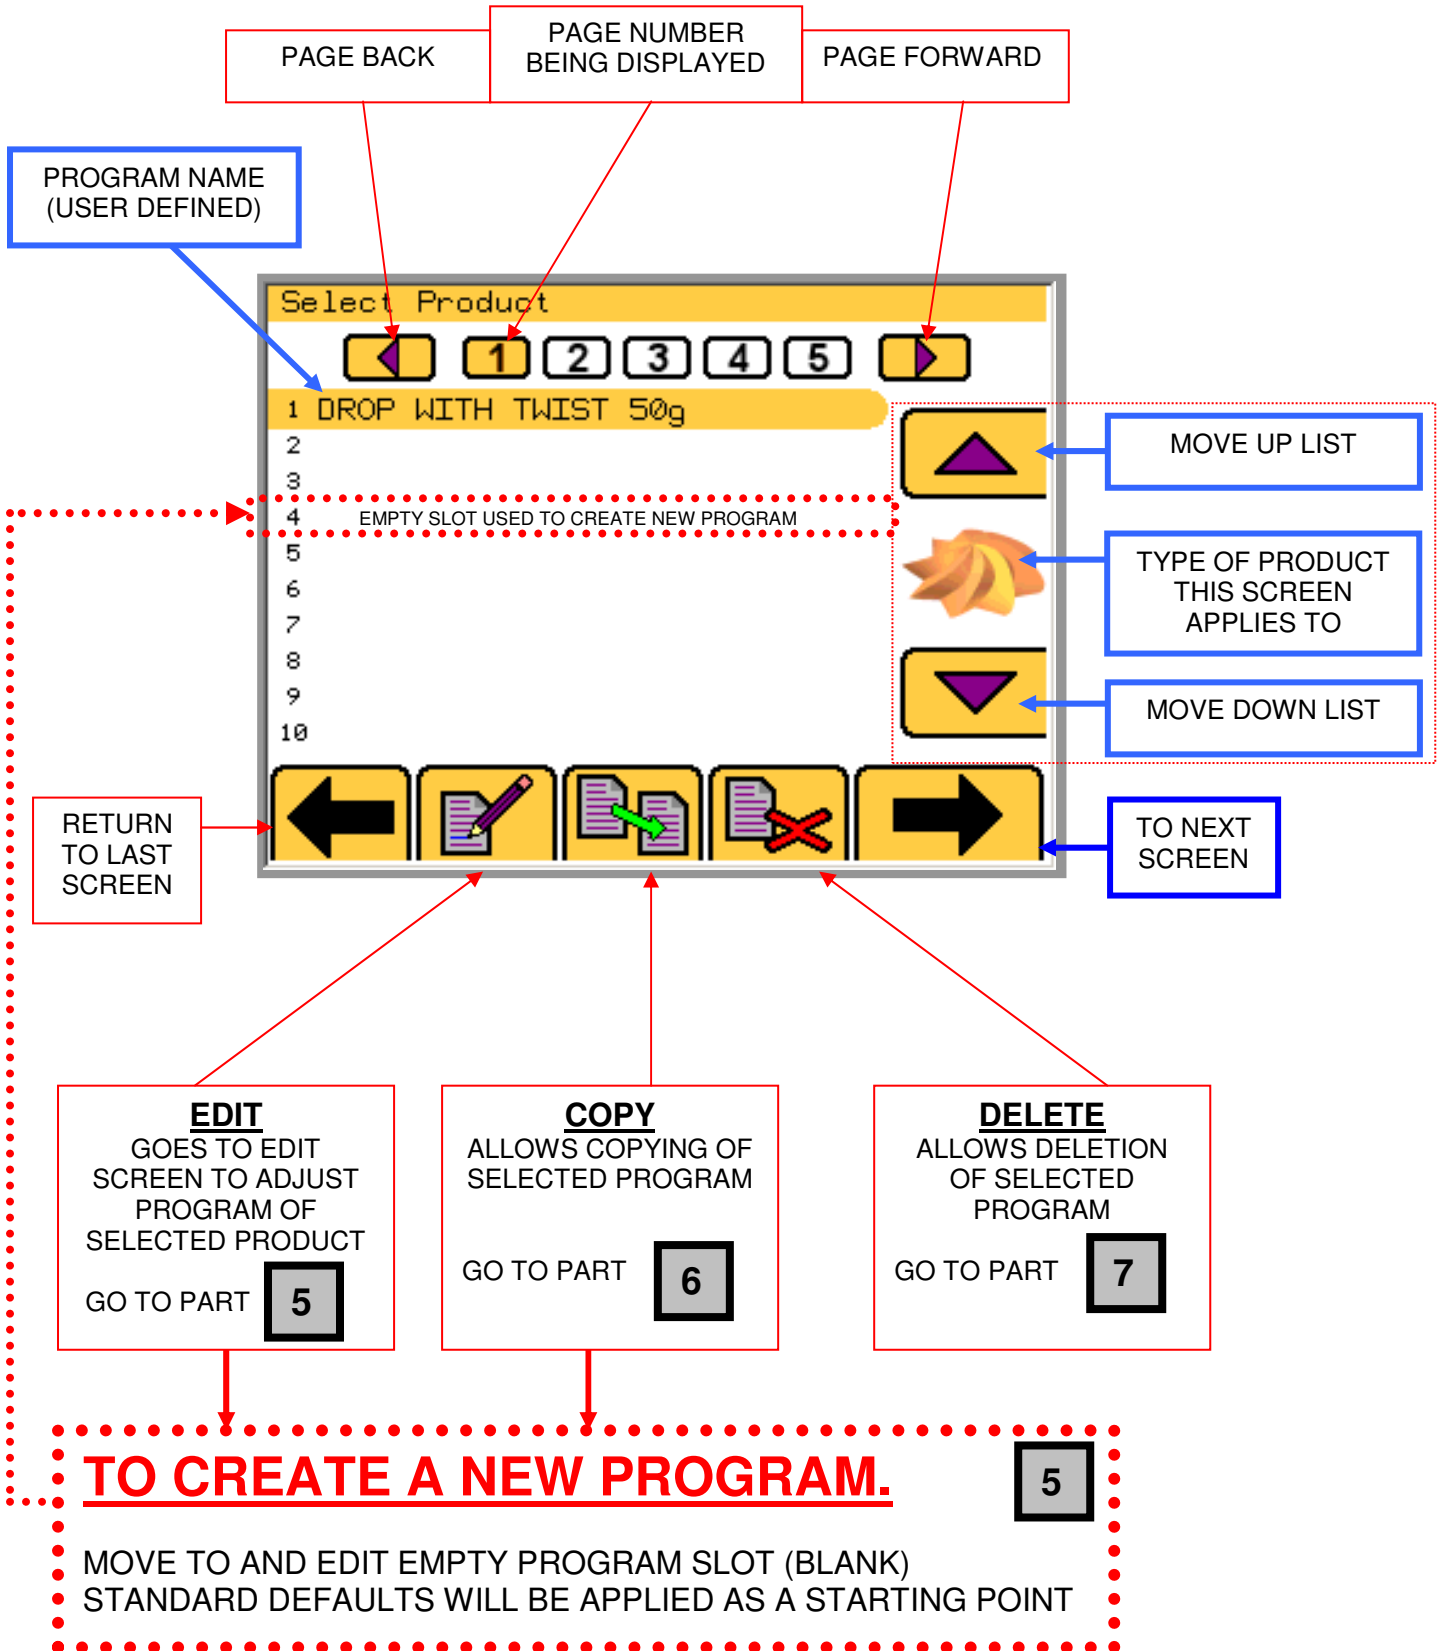 PAGE BACK
PAGE NUMBER
BEING DISPLAYED
PAGE FORWARD
PROGRAM NAME
(USER DEFINED)
Select Product
1 2 3 4 5
1 DROP WITH TWIST 50g
2
3
4 EMPTY SLOT USED TO CREATE NEW PROGRAM
5
6
7
8
9
10
MOVE UP LIST
TYPE OF PRODUCT
THIS SCREEN
APPLIES TO
MOVE DOWN LIST
RETURN
TO LAST
SCREEN
TO NEXT
SCREEN
EDIT
GOES TO EDIT
SCREEN TO ADJUST
PROGRAM OF
SELECTED PRODUCT
GO TO PART 5
COPY
ALLOWS COPYING OF
SELECTED PROGRAM
GO TO PART 6
DELETE
ALLOWS DELETION
OF SELECTED
PROGRAM
GO TO PART 7
TO CREATE A NEW PROGRAM. 5
MOVE TO AND EDIT EMPTY PROGRAM SLOT (BLANK)
STANDARD DEFAULTS WILL BE APPLIED AS A STARTING POINT